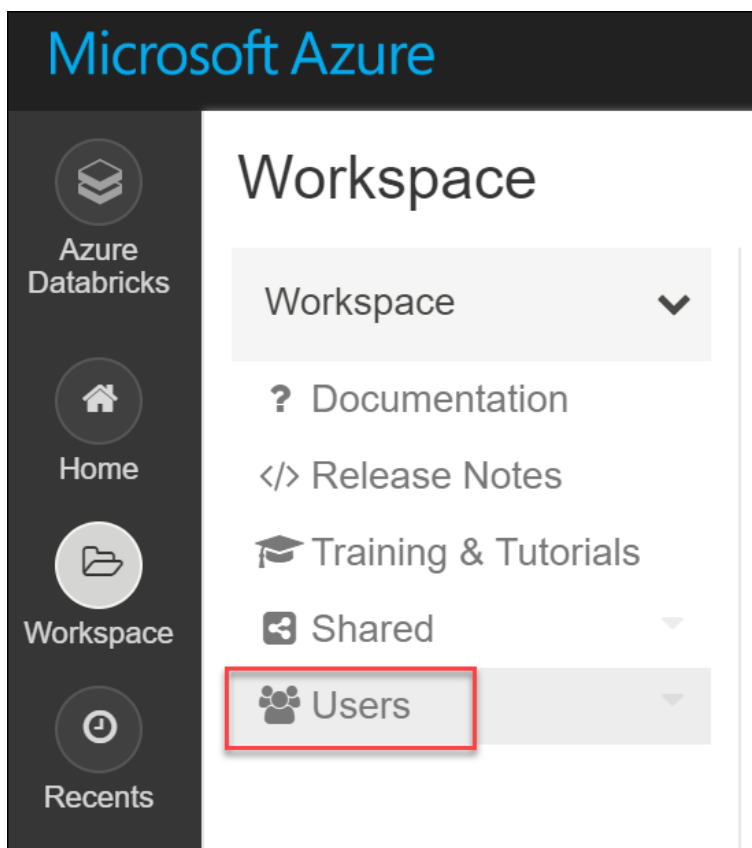 Microsoft Azure
Azure
Databricks
Home
Workspace
Recents
Workspace
Workspace
? Documentation
</> Release Notes
Training & Tutorials
Shared
Users